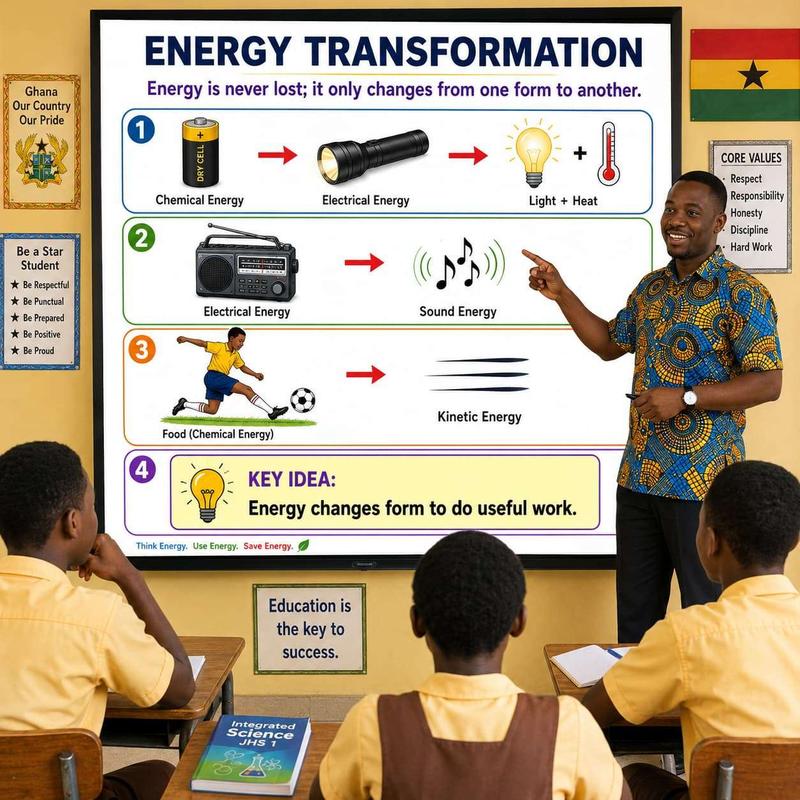 ENERGY TRANSFORMATION
Energy is never lost; it only changes from one form to another.
1
DRY CELL
Chemical Energy
Electrical Energy
+
Light + Heat
2
Electrical Energy
Sound Energy
3
Food (Chemical Energy)
Kinetic Energy
4
KEY IDEA:
Energy changes form to do useful work.
Think Energy. Use Energy. Save Energy.
Ghana
Our Country
Our Pride
Be a Star
Student
★ Be Respectful
★ Be Punctual
★ Be Prepared
★ Be Positive
★ Be Proud
CORE VALUES
· Respect
Responsibility
Honesty
· Discipline
· Hard Work
Education is
the key to
success.
Integrated
Science
JHS 1